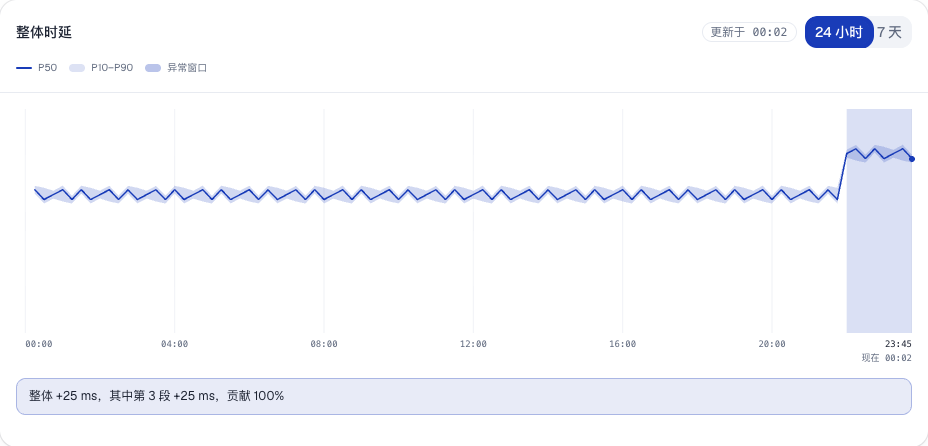 整体时延
更新于 00:02
24 小时
7 天
P50
P10–P90
异常窗口
00:00
04:00
08:00
12:00
16:00
20:00
23:45
现在 00:02
整体 +25 ms，其中第 3 段 +25 ms，贡献 100%